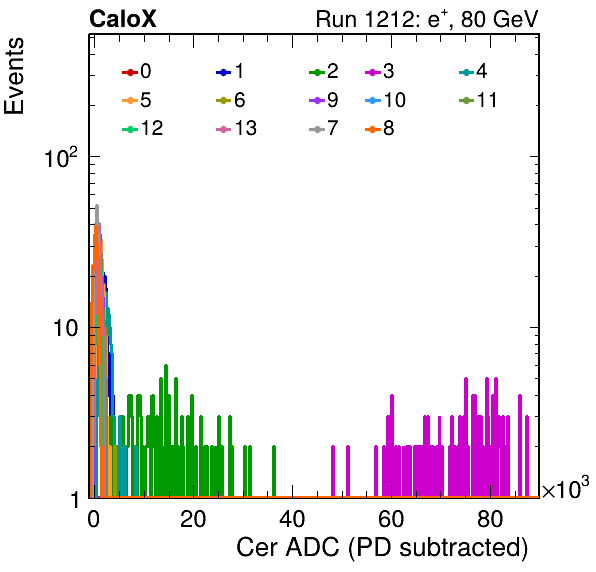 CaloX Run 1212: e+, 80 GeV
Events
0 1 2 3 4
5 6 9 10 11
12 13 7 8
10²
10
1
0 20 40 60 80 ×10³
Cer ADC (PD subtracted)